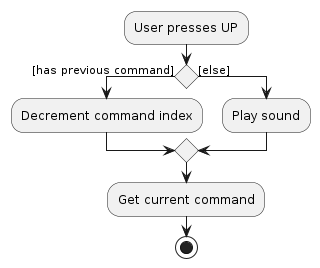 User presses UP
[has previous command]
[else]
Decrement command index
Play sound
Get current command